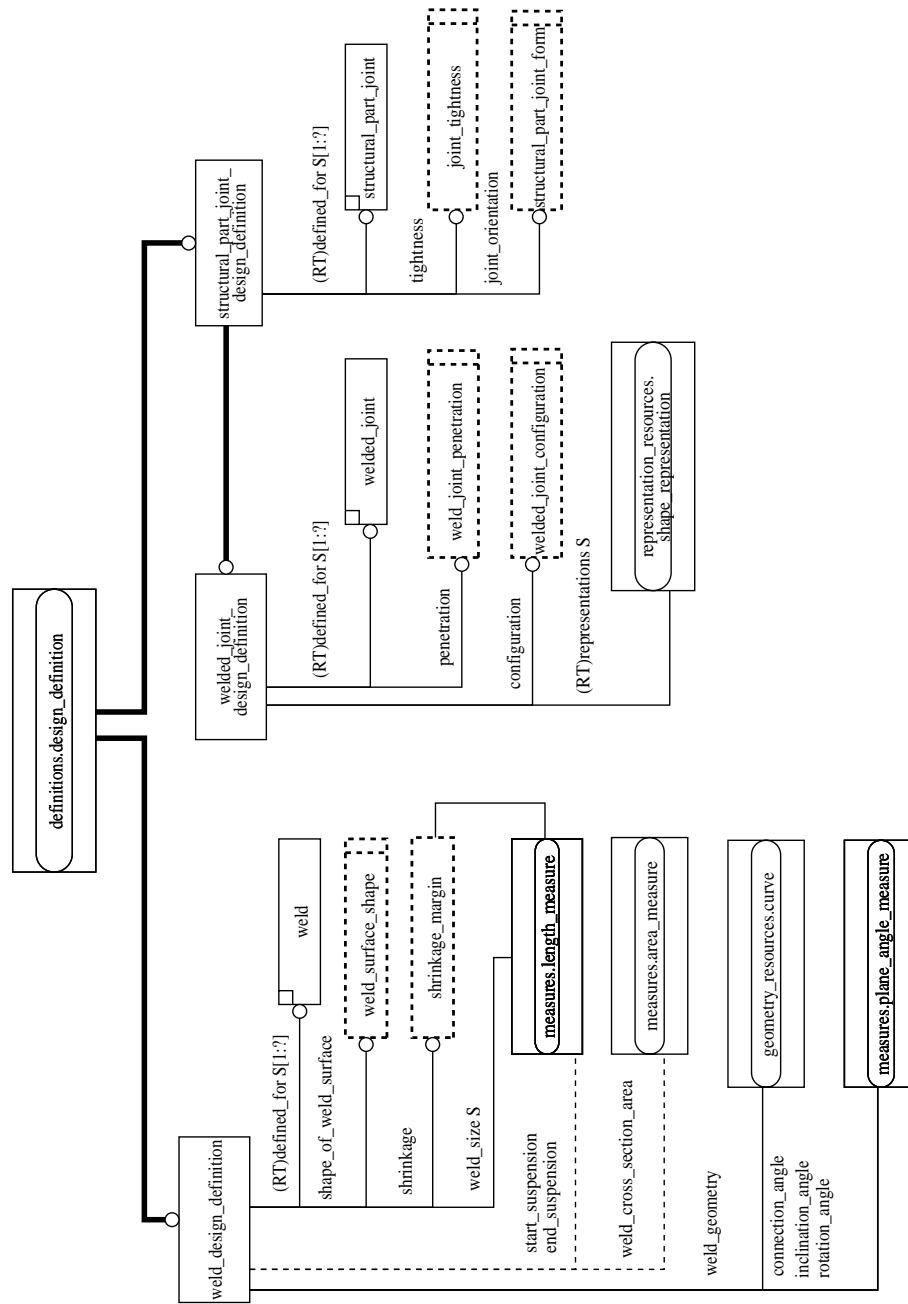 definitions.design_definition
weld_design_definition
(RT)defined_for S[1:?]
weld
shape_of_weld_surface
weld_surface_shape
shrinkage
shrinkage_margin
weld_size S
measures.length_measure
start_suspension
end_suspension
weld_cross_section_area
measures.area_measure
weld_geometry
geometry_resources.curve
connection_angle
inclination_angle
rotation_angle
measures.plane_angle_measure
welded_joint_
design_definition
(RT)defined_for S[1:?]
welded_joint
penetration
weld_joint_penetration
configuration
welded_joint_configuration
(RT)representations S
representation_resources.
shape_representation
structural_part_joint_
design_definition
(RT)defined_for S[1:?]
structural_part_joint
tightness
joint_tightness
joint_orientation
structural_part_joint_form